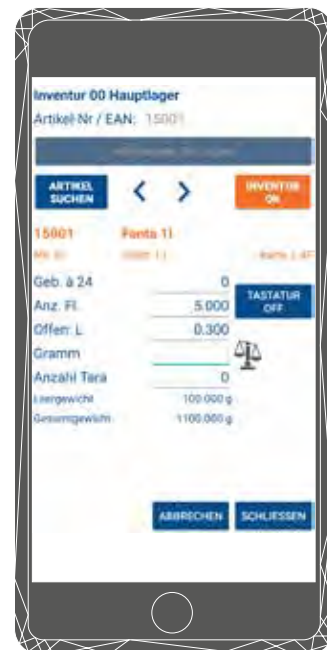 Inventur 00 Hauptlager
Artikel-Nr / EAN: 15001
ARTIKEL SUCHEN
INVENTUR OK
15001 Fanta 1l
Geb. à 24 0
TASTATUR OFF
Anz. Fl. 5.000
Offen: L 0.300
Gramm
Anzahl Tara 0
Leergewicht 100.000 g
Gesamtgewicht 1100.000 g
ABBRECHEN SCHLIESSEN